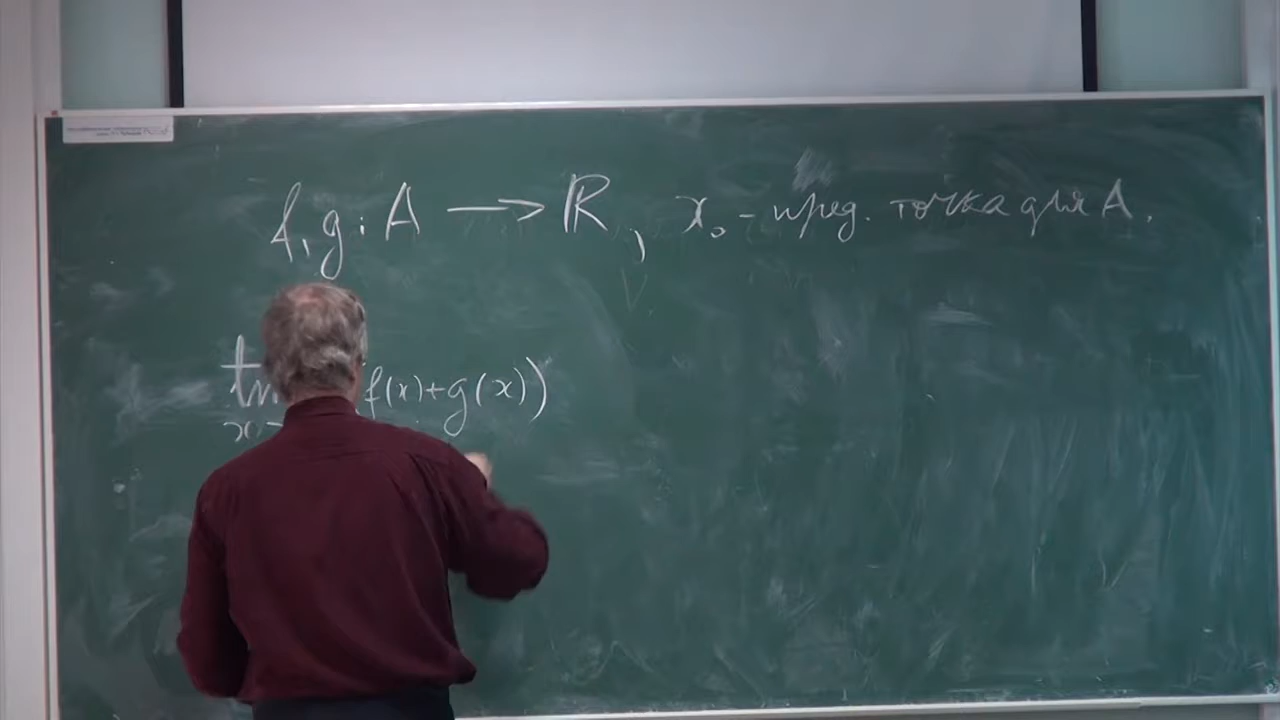 f, g : A → ℝ, x₀ - пред. точка для A.
f(x)+g(x))
x→